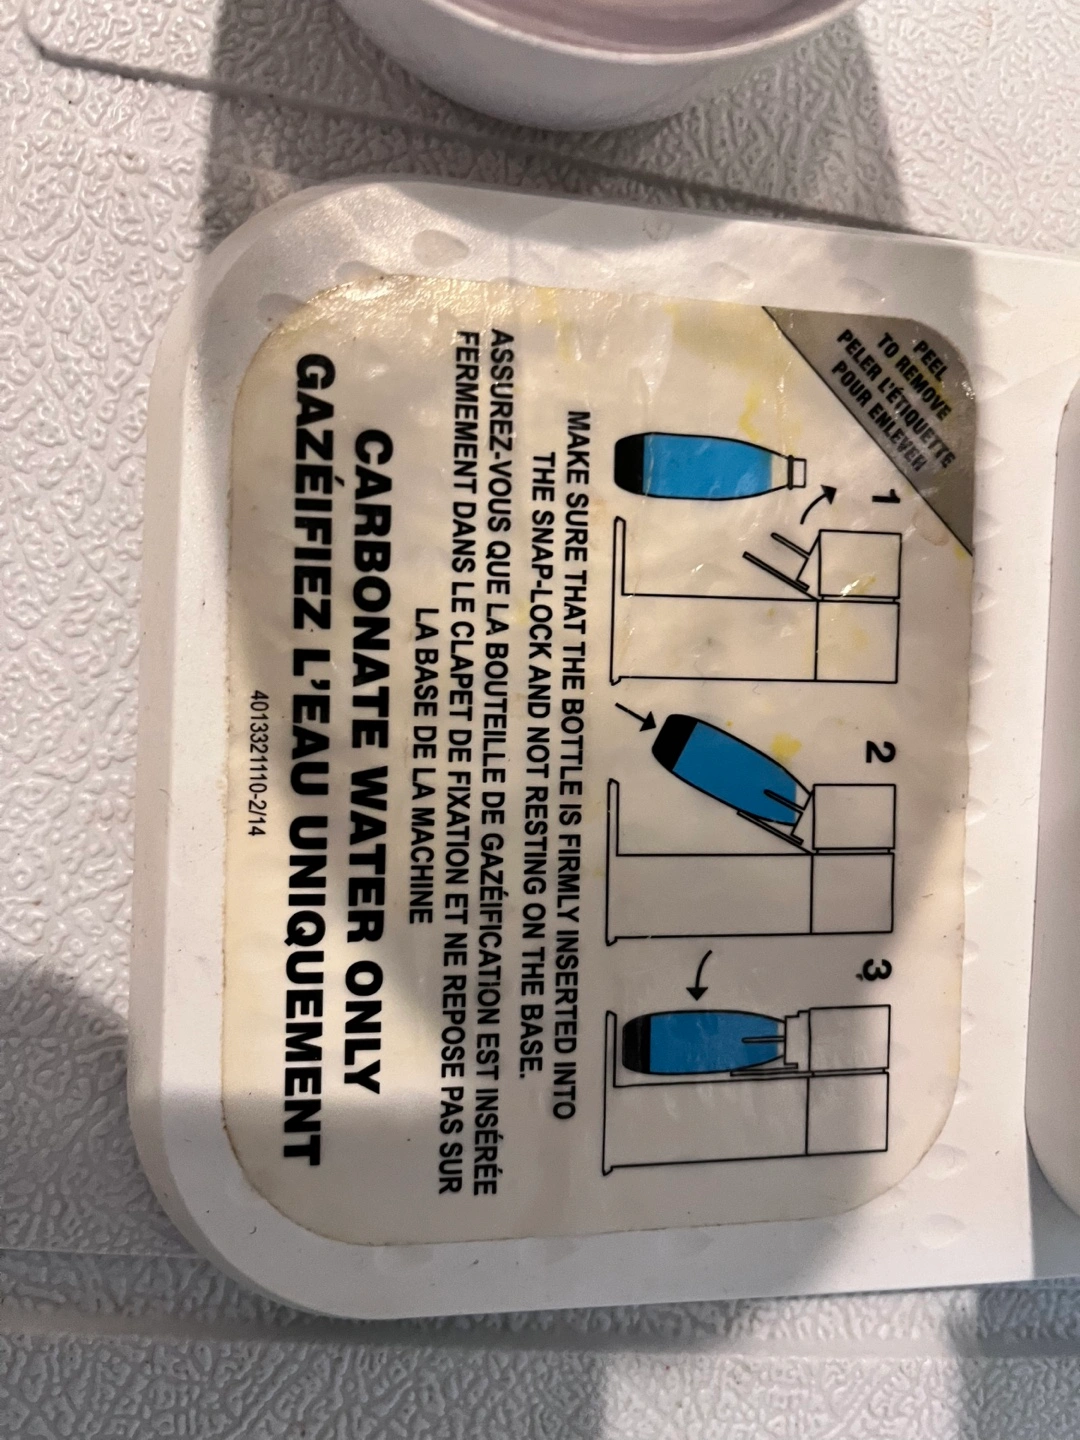 PEEL
TO REMOVE
PELER L'ÉTIQUETTE
POUR ENLEVER
1
2
3
MAKE SURE THAT THE BOTTLE IS FIRMLY INSERTED INTO
THE SNAP-LOCK AND NOT RESTING ON THE BASE.
ASSUREZ-VOUS QUE LA BOUTEILLE DE GAZÉIFICATION EST INSÉRÉE
FERMEMENT DANS LE CLAPET DE FIXATION ET NE REPOSE PAS SUR
LA BASE DE LA MACHINE
CARBONATE WATER ONLY
GAZÉIFIEZ L'EAU UNIQUEMENT
4013321110-2/14